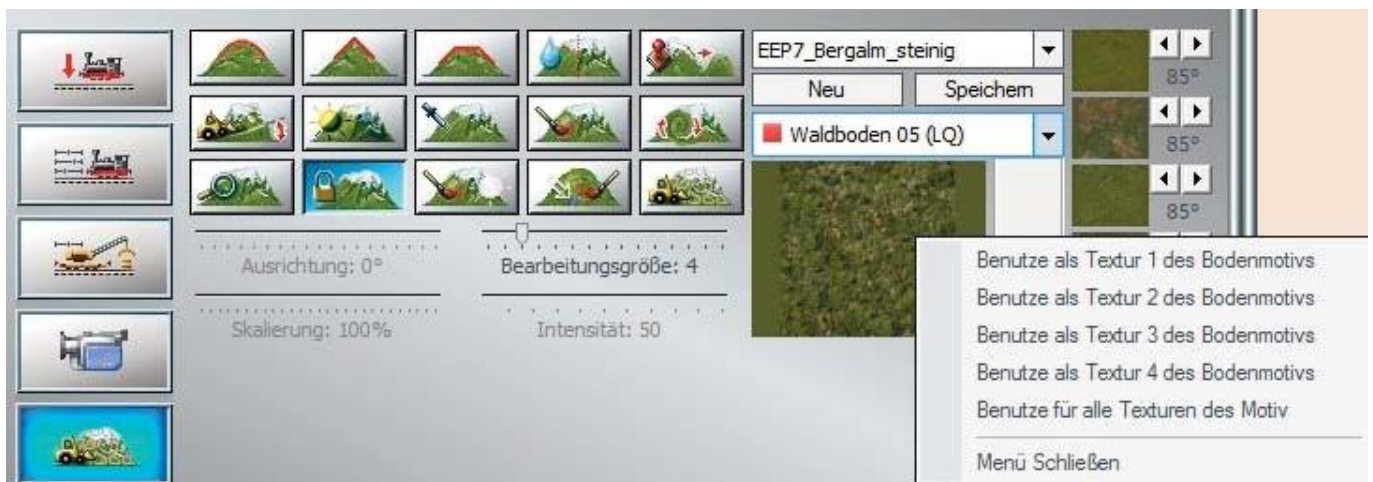 EEP7_Bergalm_steinig
85°
Neu Speichern
Waldboden 05 (LQ)
85°
85°
Ausrichtung: 0° Bearbeitungsgröße: 4
Skalierung: 100% Intensität: 50
Benutze als Textur 1 des Bodenmotivs
Benutze als Textur 2 des Bodenmotivs
Benutze als Textur 3 des Bodenmotivs
Benutze als Textur 4 des Bodenmotivs
Benutze für alle Texturen des Motiv
Menü Schließen